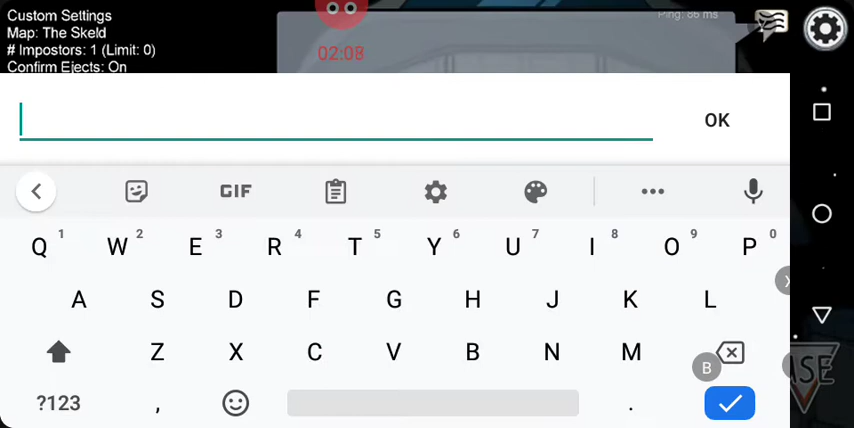 Custom Settings
Map: The Skeld
# Impostors: 1 (Limit: 0)
Confirm Ejects: On
Ping: 86 ms
02:08
OK
GIF
Q 1 W 2 E 3 R 4 T 5 Y 6 U 7 I 8 O 9 P 0
A S D F G H J K L
Z X C V B N M
B
?123 , .